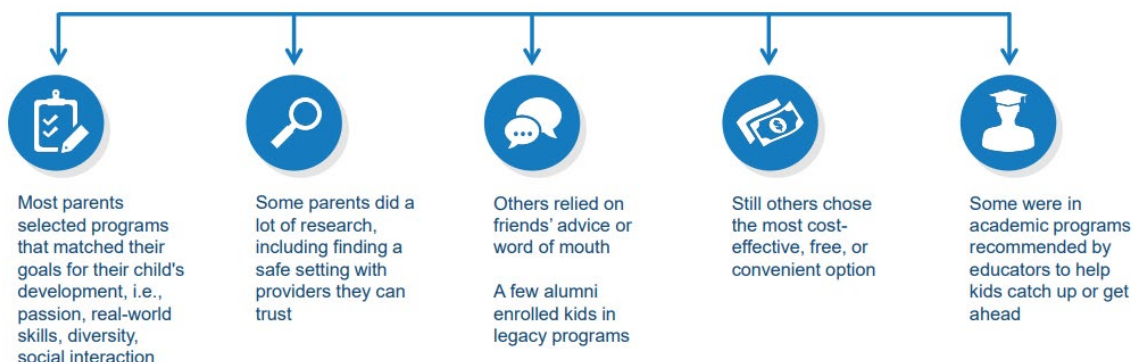 Most parents
selected programs
that matched their
goals for their child's
development, i.e.,
passion, real-world
skills, diversity,
social interaction
Some parents did a
lot of research,
including finding a
safe setting with
providers they can
trust
Others relied on
friends’ advice or
word of mouth
A few alumni
enrolled kids in
legacy programs
Still others chose
the most cost-
effective, free, or
convenient option
Some were in
academic programs
recommended by
educators to help
kids catch up or get
ahead